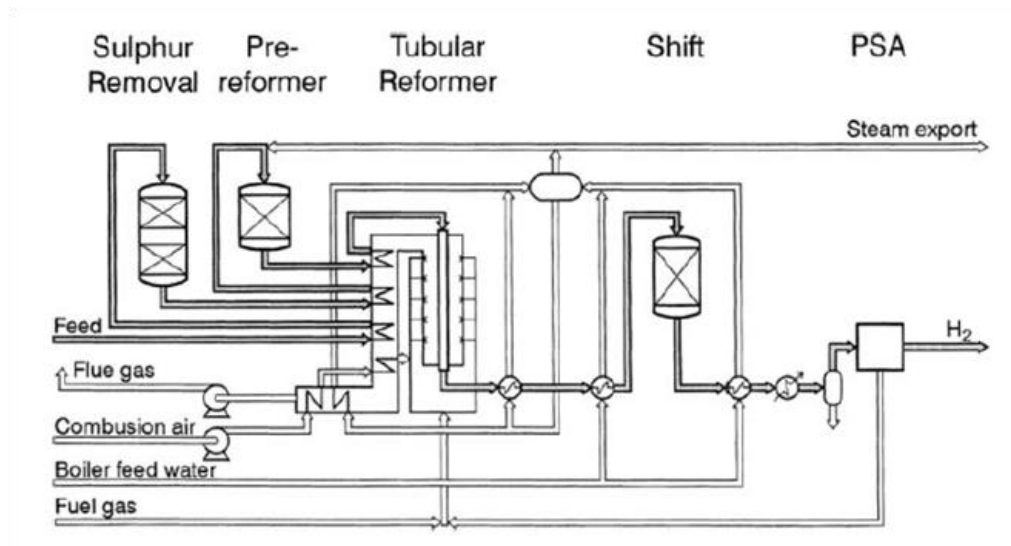 Sulphur
Removal
Pre-
reformer
Tubular
Reformer
Shift
PSA
Steam export
Feed
H2
Flue gas
Combusion air
Boiler feed water
Fuel gas